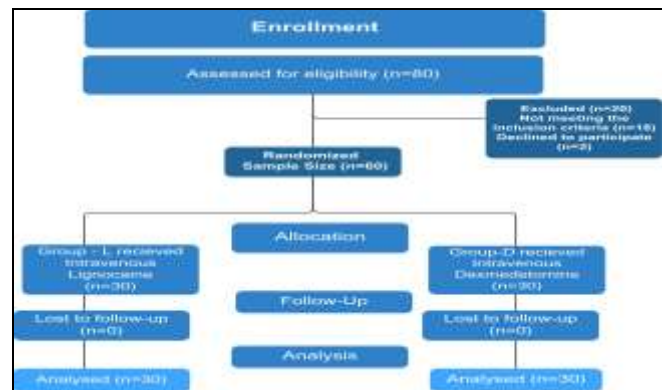 Enrollment
Assessed for eligibility (n=80)
Excluded (n=20)
Not meeting the
inclusion criteria (n=18)
Declined to participate
(n=2)
Randomized
Sample Size (n=60)
Allocation
Group - L recieved
Intravenous
Lignocaine
(n=30)
Group-D recieved
Intravenous
Dexmedetomine
(n=30)
Follow-Up
Lost to follow-up
(n=0)
Lost to follow-up
(n=0)
Analysis
Analysed (n=30)
Analysed (n=30)